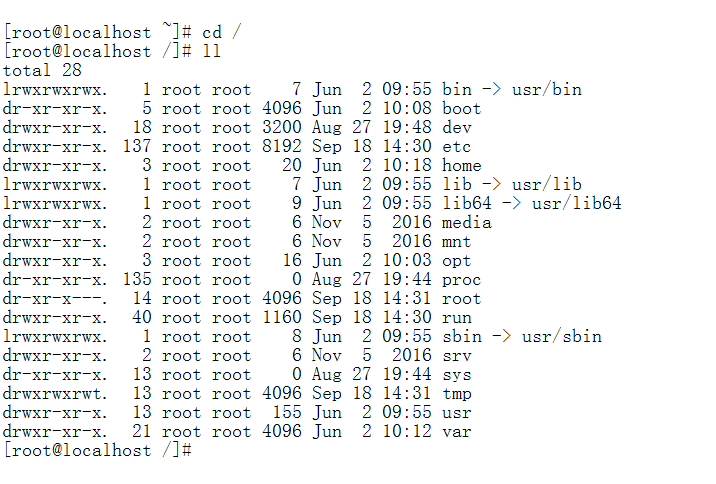 [root@localhost ~]# cd /
[root@localhost /]# ll
total 28
lrwxrwxrwx.   1 root root    7 Jun  2 09:55 bin -> usr/bin
dr-xr-xr-x.   5 root root 4096 Jun  2 10:08 boot
drwxr-xr-x.  18 root root 3200 Aug 27 19:48 dev
drwxr-xr-x. 137 root root 8192 Sep 18 14:30 etc
drwxr-xr-x.   3 root root   20 Jun  2 10:18 home
lrwxrwxrwx.   1 root root    7 Jun  2 09:55 lib -> usr/lib
lrwxrwxrwx.   1 root root    9 Jun  2 09:55 lib64 -> usr/lib64
drwxr-xr-x.   2 root root    6 Nov  5  2016 media
drwxr-xr-x.   2 root root    6 Nov  5  2016 mnt
drwxr-xr-x.   3 root root   16 Jun  2 10:03 opt
dr-xr-xr-x. 135 root root    0 Aug 27 19:44 proc
dr-xr-x---.  14 root root 4096 Sep 18 14:31 root
drwxr-xr-x.  40 root root 1160 Sep 18 14:30 run
lrwxrwxrwx.   1 root root    8 Jun  2 09:55 sbin -> usr/sbin
drwxr-xr-x.   2 root root    6 Nov  5  2016 srv
dr-xr-xr-x.  13 root root    0 Aug 27 19:44 sys
drwxrwxrwt.  13 root root 4096 Sep 18 14:31 tmp
drwxr-xr-x.  13 root root  155 Jun  2 09:55 usr
drwxr-xr-x.  21 root root 4096 Jun  2 10:12 var
[root@localhost /]#